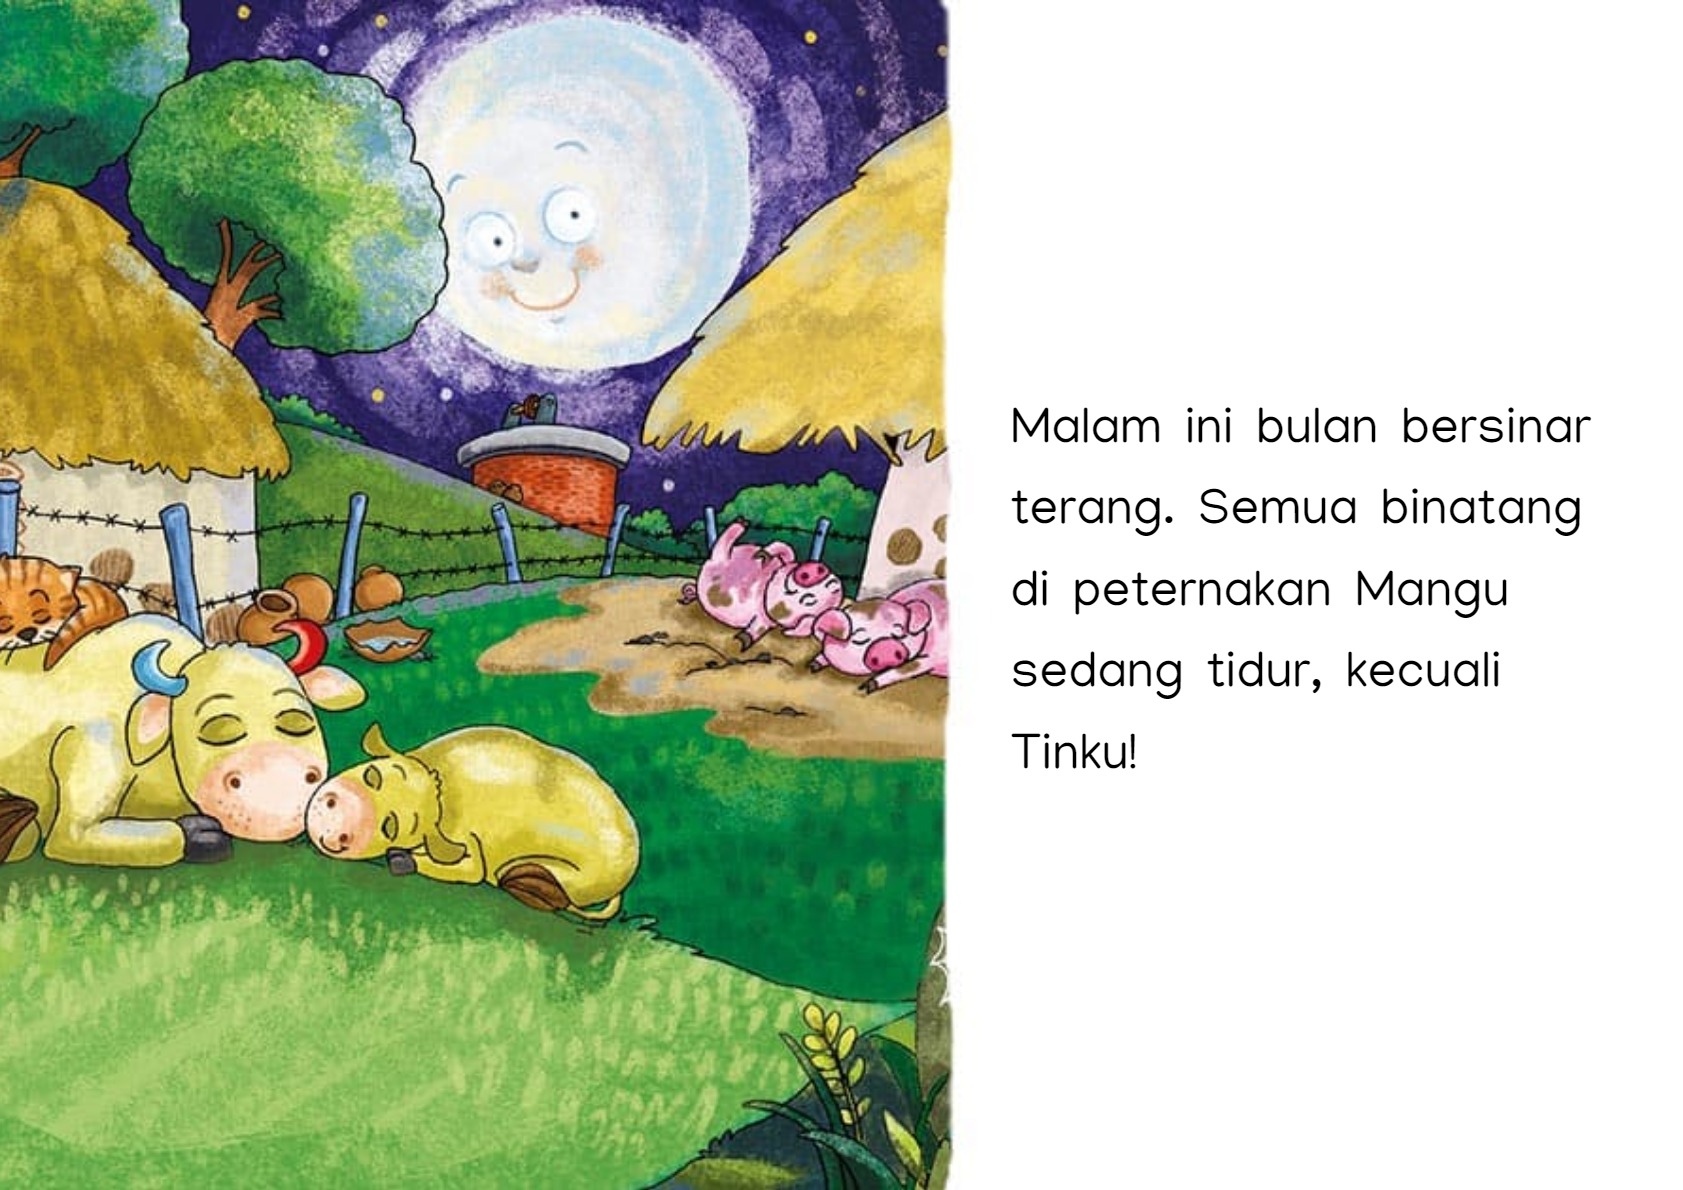 Malam ini bulan bersinar
terang. Semua binatang
di peternakan Mangu
sedang tidur, kecuali
Tinku!